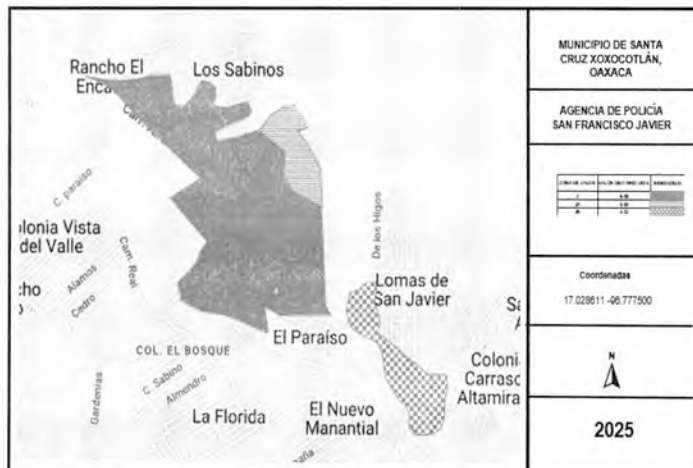 Rancho El
Enca
Los Sabinos
C. paraíso
olonia Vista
del Valle
Cam. Real
Alamos
Cedro
cho
De los Higos
Lomas de
San Javier
El Paraíso
COL. EL BOSQUE
C. Sabino
Almendro
Gardenias
La Florida
El Nuevo
Manantial
Coloni
Carrasc
Altamira
MUNICIPIO DE SANTA
CRUZ XOXOCOTLÁN,
OAXACA
AGENCIA DE POLICÍA
SAN FRANCISCO JAVIER
Coordenadas
17.028611 -96.777500
N
2025